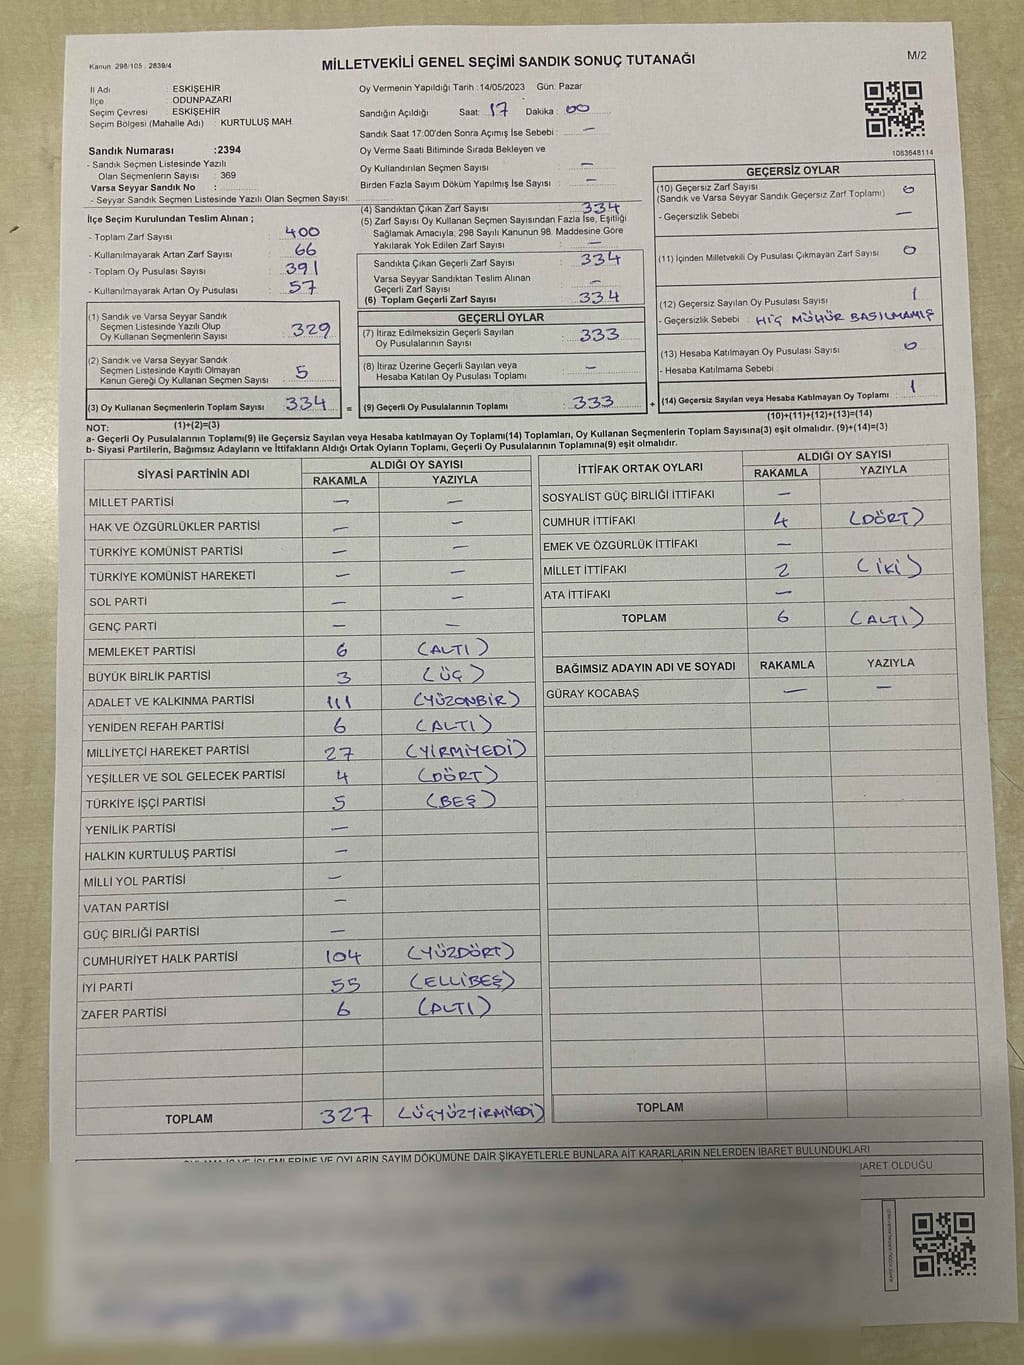 Kanun: 298/105, 2839/4
MİLLETVEKİLİ GENEL SEÇİMİ SANDIK SONUÇ TUTANAĞI
M/2
İl Adı : ESKİŞEHİR
İlçe : ODUNPAZARI
Seçim Çevresi : ESKİŞEHİR
Seçim Bölgesi (Mahalle Adı) : KURTULUŞ MAH.
Sandık Numarası :2394
- Sandık Seçmen Listesinde Yazılı
Olan Seçmenlerin Sayısı : 369
Varsa Seyyar Sandık No :
- Seyyar Sandık Seçmen Listesinde Yazılı Olan Seçmen Sayısı :
İlçe Seçim Kurulundan Teslim Alınan ;
- Toplam Zarf Sayısı : 400
- Kullanılmayarak Artan Zarf Sayısı : 66
- Toplam Oy Pusulası Sayısı : 391
- Kullanılmayarak Artan Oy Pusulası : 57
(1) Sandık ve Varsa Seyyar Sandık
Seçmen Listesinde Yazılı Olup
Oy Kullanan Seçmenlerin Sayısı : 329
(2) Sandık ve Varsa Seyyar Sandık
Seçmen Listesinde Kayıtlı Olmayan
Kanun Gereği Oy Kullanan Seçmen Sayısı : 5
(3) Oy Kullanan Seçmenlerin Toplam Sayısı : 334
(1)+(2)=(3)
Oy Vermenin Yapıldığı Tarih : 14/05/2023 Gün: Pazar
Sandığın Açıldığı Saat: 17 Dakika : 00
Sandık Saat 17:00'den Sonra Açımış İse Sebebi : —
Oy Verme Saati Bitiminde Sırada Bekleyen ve
Oy Kullandırılan Seçmen Sayısı : —
Birden Fazla Sayım Döküm Yapılmış İse Sayısı : —
(4) Sandıktan Çıkan Zarf Sayısı : 334
(5) Zarf Sayısı Oy Kullanan Seçmen Sayısından Fazla İse, Eşitliği
Sağlamak Amacıyla; 298 Sayılı Kanunun 98. Maddesine Göre
Yakılarak Yok Edilen Zarf Sayısı : —
Sandıkta Çıkan Geçerli Zarf Sayısı : 334
Varsa Seyyar Sandıktan Teslim Alınan
Geçerli Zarf Sayısı : —
(6) Toplam Geçerli Zarf Sayısı : 334
GEÇERLİ OYLAR
(7) İtiraz Edilmeksizin Geçerli Sayılan
Oy Pusulalarının Sayısı : 333
(8) İtiraz Üzerine Geçerli Sayılan veya
Hesaba Katılan Oy Pusulası Toplamı : —
= (9) Geçerli Oy Pusulalarının Toplamı : 333 +
1083648114
GEÇERSİZ OYLAR
(10) Geçersiz Zarf Sayısı : 0
(Sandık ve Varsa Seyyar Sandık Geçersiz Zarf Toplamı)
- Geçersizlik Sebebi : —
(11) İçinden Milletvekili Oy Pusulası Çıkmayan Zarf Sayısı : 0
(12) Geçersiz Sayılan Oy Pusulası Sayısı : 1
- Geçersizlik Sebebi : HİÇ MÜHÜR BASILMAMIŞ
(13) Hesaba Katılmayan Oy Pusulası Sayısı : 0
- Hesaba Katılmama Sebebi :
(14) Geçersiz Sayılan veya Hesaba Katılmayan Oy Toplamı : 1
(10)+(11)+(12)+(13)=(14)
NOT:
a- Geçerli Oy Pusulalarının Toplamı(9) ile Geçersiz Sayılan veya Hesaba katılmayan Oy Toplamı(14) Toplamları, Oy Kullanan Seçmenlerin Toplam Sayısına(3) eşit olmalıdır. (9)+(14)=(3)
b- Siyasi Partilerin, Bağımsız Adayların ve İttifakların Aldığı Ortak Oyların Toplamı, Geçerli Oy Pusulalarının Toplamına(9) eşit olmalıdır.
SİYASİ PARTİNİN ADI ALDIĞI OY SAYISI
RAKAMLA YAZIYLA
MİLLET PARTİSİ — —
HAK VE ÖZGÜRLÜKLER PARTİSİ — —
TÜRKİYE KOMÜNİST PARTİSİ — —
TÜRKİYE KOMÜNİST HAREKETİ — —
SOL PARTİ — —
GENÇ PARTİ — —
MEMLEKET PARTİSİ 6 (ALTI)
BÜYÜK BİRLİK PARTİSİ 3 (ÜÇ)
ADALET VE KALKINMA PARTİSİ 111 (YÜZONBİR)
YENİDEN REFAH PARTİSİ 6 (ALTI)
MİLLİYETÇİ HAREKET PARTİSİ 27 (YİRMİYEDİ)
YEŞİLLER VE SOL GELECEK PARTİSİ 4 (DÖRT)
TÜRKİYE İŞÇİ PARTİSİ 5 (BEŞ)
YENİLİK PARTİSİ —
HALKIN KURTULUŞ PARTİSİ —
MİLLİ YOL PARTİSİ —
VATAN PARTİSİ —
GÜÇ BİRLİĞİ PARTİSİ —
CUMHURİYET HALK PARTİSİ 104 (YÜZDÖRT)
İYİ PARTİ 55 (ELLİBEŞ)
ZAFER PARTİSİ 6 (ALTI)
TOPLAM 327 (ÜÇYÜZYİRMİYEDİ)
İTTİFAK ORTAK OYLARI ALDIĞI OY SAYISI
RAKAMLA YAZIYLA
SOSYALİST GÜÇ BİRLİĞİ İTTİFAKI —
CUMHUR İTTİFAKI 4 (DÖRT)
EMEK VE ÖZGÜRLÜK İTTİFAKI —
MİLLET İTTİFAKI 2 (İKİ)
ATA İTTİFAKI —
TOPLAM 6 (ALTI)
BAĞIMSIZ ADAYIN ADI VE SOYADI RAKAMLA YAZIYLA
GÜRAY KOCABAŞ — —
TOPLAM
VE OYLARIN SAYIM DÖKÜMÜNE DAİR ŞİKAYETLERLE BUNLARA AİT KARARLARIN NELERDEN İBARET BULUNDUKLARI
İBARET OLDUĞU